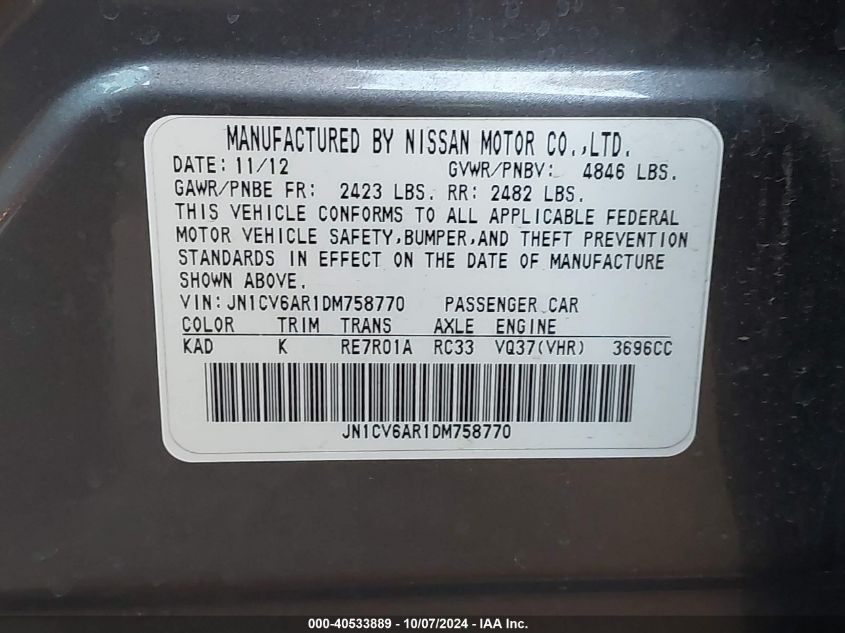 MANUFACTURED BY NISSAN MOTOR CO.,LTD.
DATE: 11/12 GVWR/PNBV: 4846 LBS.
GAWR/PNBE FR: 2423 LBS. RR: 2482 LBS.
THIS VEHICLE CONFORMS TO ALL APPLICABLE FEDERAL
MOTOR VEHICLE SAFETY,BUMPER,AND THEFT PREVENTION
STANDARDS IN EFFECT ON THE DATE OF MANUFACTURE
SHOWN ABOVE.
VIN: JN1CV6AR1DM758770 PASSENGER CAR
COLOR TRIM TRANS AXLE ENGINE
KAD K RE7R01A RC33 VQ37(VHR) 3696CC
JN1CV6AR1DM758770
000-40533889 - 10/07/2024 - IAA Inc.